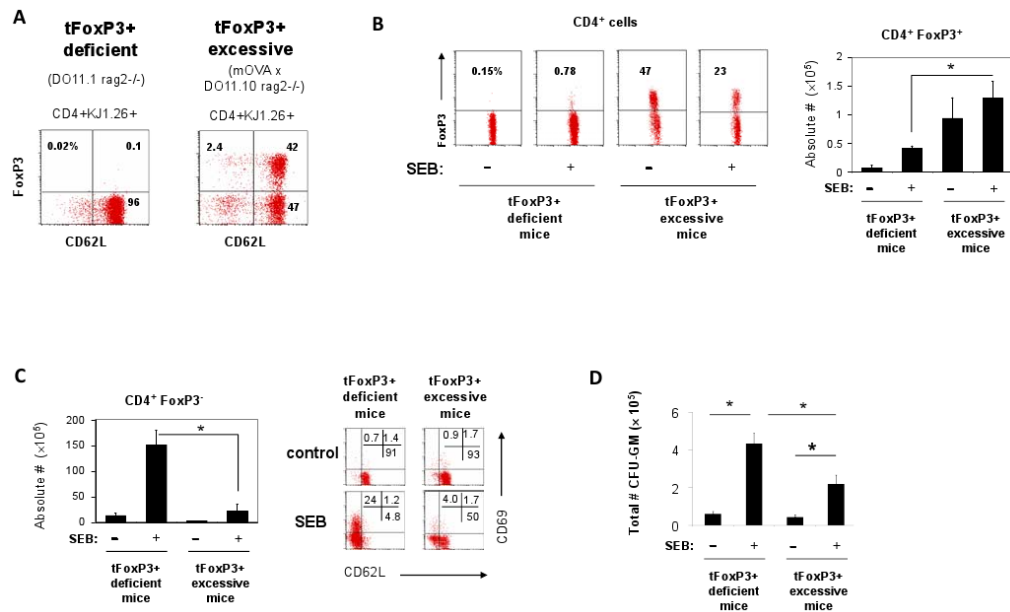 A
tFoxP3+
deficient
(DO11.1 rag2-/-)
CD4+KJ1.26+
tFoxP3+
excessive
(mOVA x
DO11.10 rag2-/-)
CD4+KJ1.26+
FoxP3
0.02% 0.1
96
2.4 42
47
CD62L
CD62L
B
CD4⁺ cells
FoxP3
0.15% 0.78 47 23
SEB: - + - +
tFoxP3+
deficient
mice
tFoxP3+
excessive
mice
CD4⁺ FoxP3⁺
Absolute # (×10⁶)
2
1.5
1
0.5
0
*
SEB: - + - +
tFoxP3+
deficient
mice
tFoxP3+
excessive
mice
C
CD4⁺ FoxP3⁻
Absolute # (×10⁶)
200
150
100
50
0
*
SEB: - + - +
tFoxP3+
deficient
mice
tFoxP3+
excessive
mice
tFoxP3+
deficient
mice
tFoxP3+
excessive
mice
control
0.7 1.4
91
0.9 1.7
93
SEB
24 1.2
4.8
4.0 1.7
50
CD69
CD62L
D
Total # CFU-GM (× 10⁵)
6
4
2
0
* *
*
SEB: - + - +
tFoxP3+
deficient
mice
tFoxP3+
excessive
mice